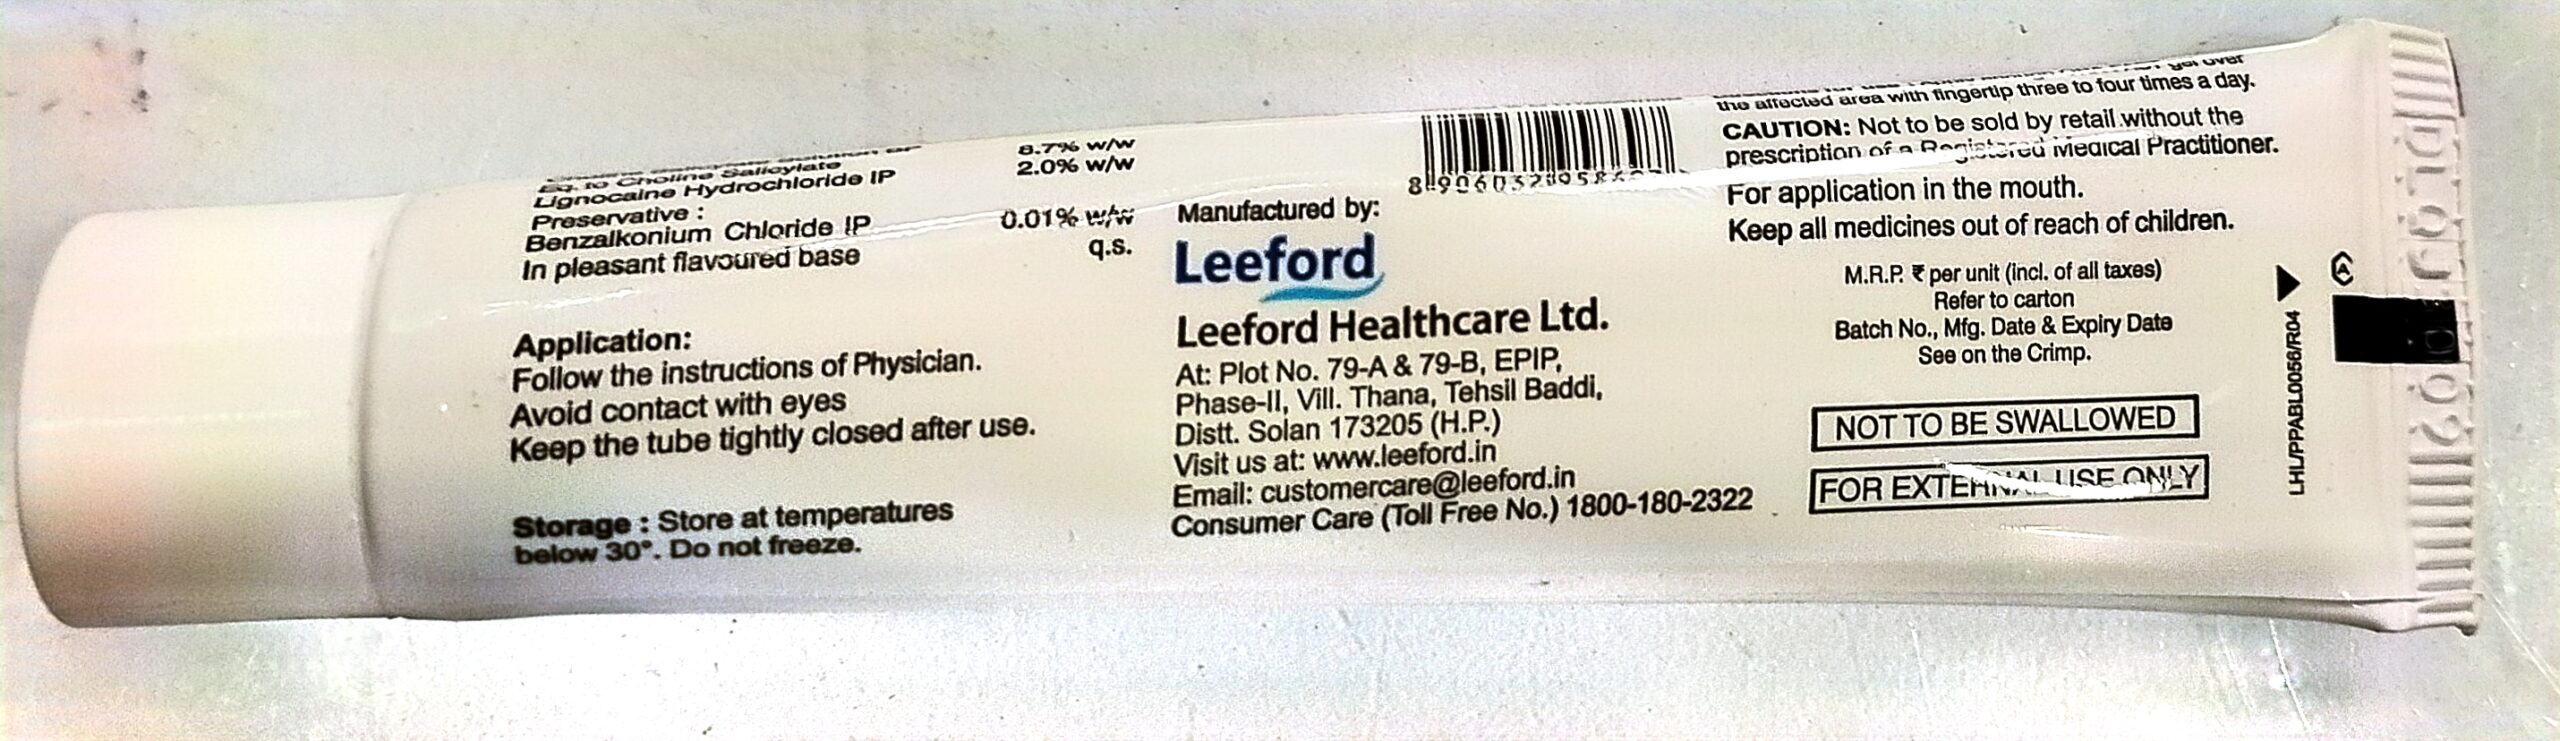 Eq. to Choline Salicylate 8.7% w/w
Lignocaine Hydrochloride IP 2.0% w/w
Preservative :
Benzalkonium Chloride IP 0.01% w/w
In pleasant flavoured base q.s.
Application:
Follow the instructions of Physician.
Avoid contact with eyes
Keep the tube tightly closed after use.
Storage : Store at temperatures
below 30°. Do not freeze.
Manufactured by:
Leeford
Leeford Healthcare Ltd.
At: Plot No. 79-A & 79-B, EPIP,
Phase-II, Vill. Thana, Tehsil Baddi,
Distt. Solan 173205 (H.P.)
Visit us at: www.leeford.in
Email: customercare@leeford.in
Consumer Care (Toll Free No.) 1800-180-2322
gel over
the affected area with fingertip three to four times a day.
CAUTION: Not to be sold by retail without the
prescription of a Registered Medical Practitioner.
For application in the mouth.
Keep all medicines out of reach of children.
M.R.P. ₹ per unit (incl. of all taxes)
Refer to carton
Batch No., Mfg. Date & Expiry Date
See on the Crimp.
NOT TO BE SWALLOWED
FOR EXTERNAL USE ONLY
LHL/PPABL0056/R04